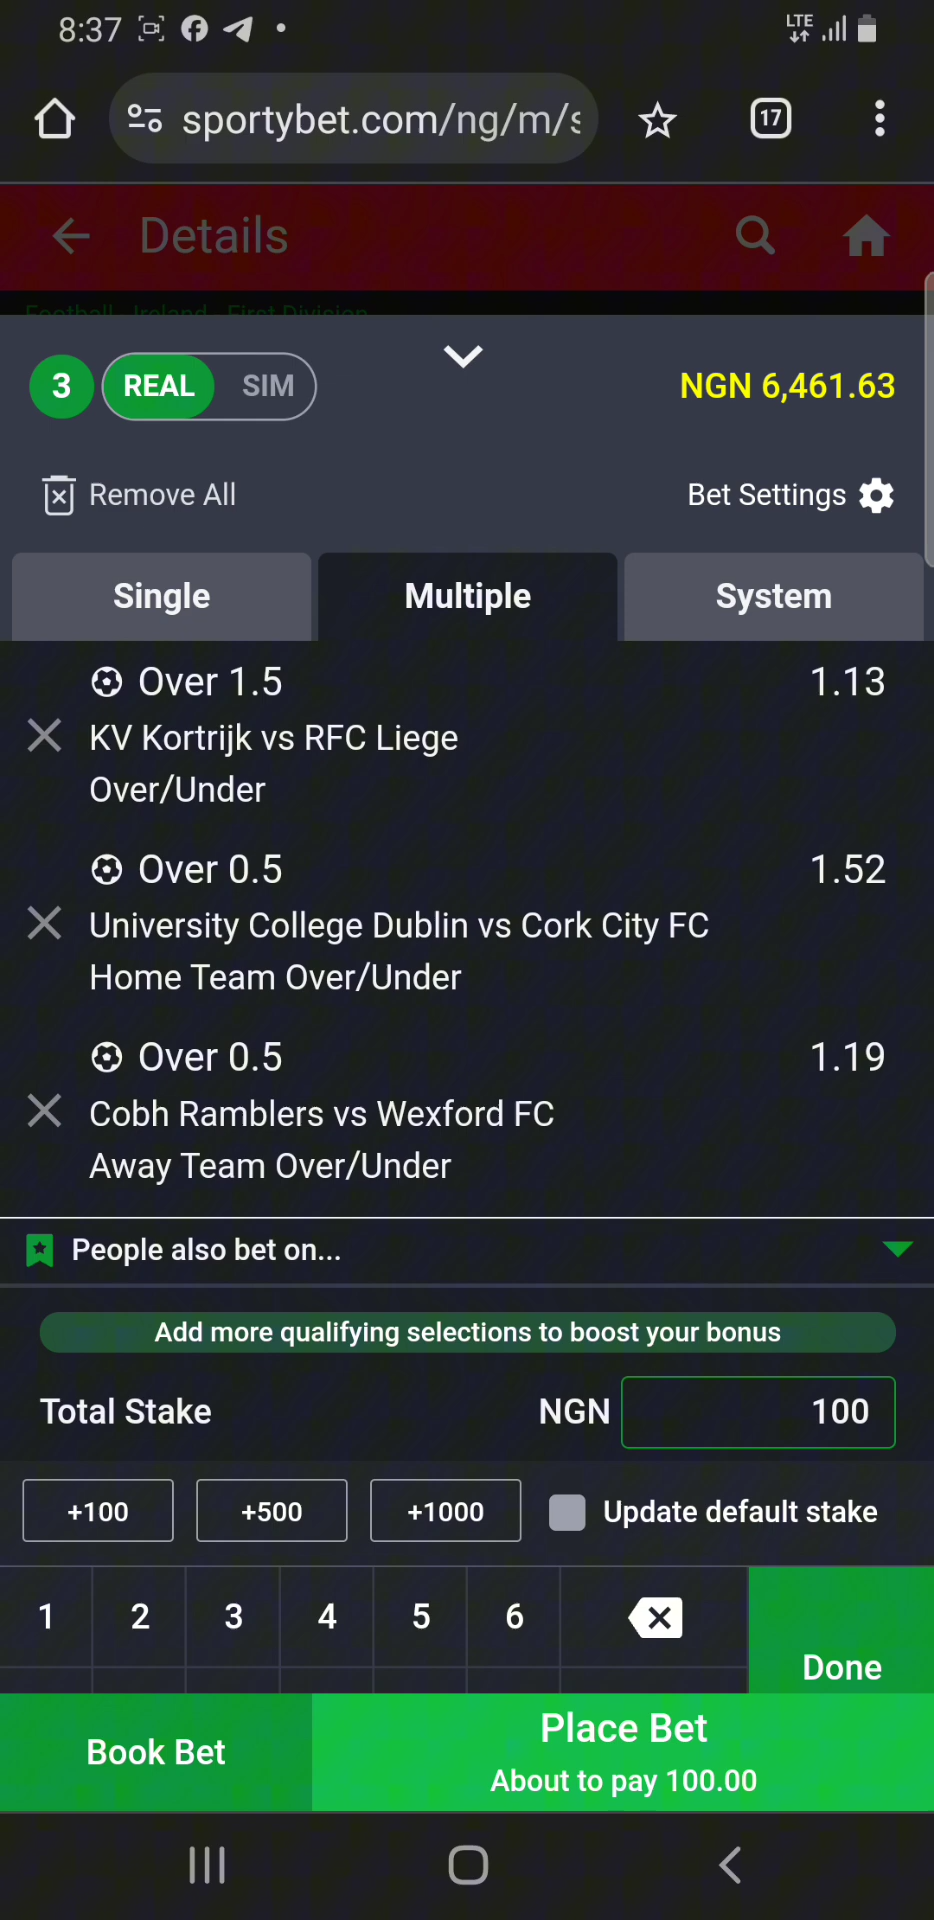 8:37
LTE
sportybet.com/ng/m/s
17
Details
Football Ireland First Division
3
REAL
SIM
NGN 6,461.63
Remove All
Bet Settings
Single
Multiple
System
Over 1.5
1.13
KV Kortrijk vs RFC Liege
Over/Under
Over 0.5
1.52
University College Dublin vs Cork City FC
Home Team Over/Under
Over 0.5
1.19
Cobh Ramblers vs Wexford FC
Away Team Over/Under
People also bet on...
Add more qualifying selections to boost your bonus
Total Stake
NGN
100
+100
+500
+1000
Update default stake
1
2
3
4
5
6
Done
Book Bet
Place Bet
About to pay 100.00